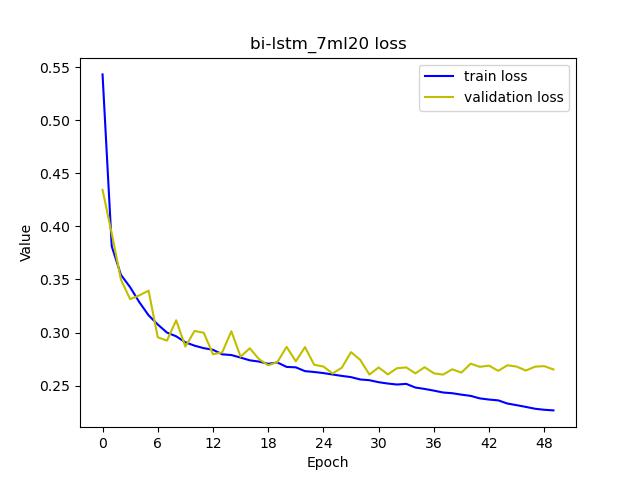 bi-lstm_7ml20 loss
train loss
validation loss
Value
0.55
0.50
0.45
0.40
0.35
0.30
0.25
0 6 12 18 24 30 36 42 48
Epoch